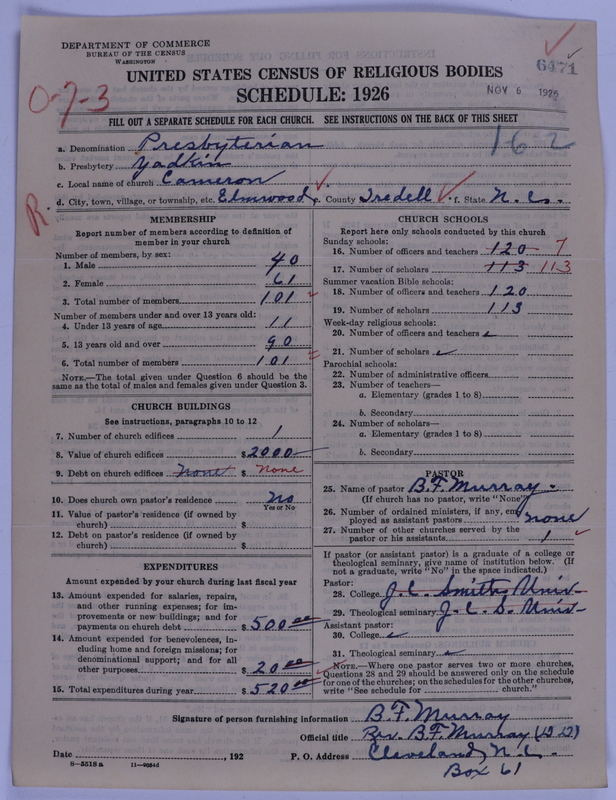 DEPARTMENT OF COMMERCE
BUREAU OF THE CENSUS
WASHINGTON
6471
NOV 6 1926
UNITED STATES CENSUS OF RELIGIOUS BODIES
SCHEDULE: 1926
O-7-3
FILL OUT A SEPARATE SCHEDULE FOR EACH CHURCH. SEE INSTRUCTIONS ON THE BACK OF THIS SHEET
162
a. Denomination Presbyterian
b. Presbytery Yadkin
c. Local name of church Cameron
d. City, town, village, or township, etc. Elmwood e. County Iredell f. State N. C.
R.
MEMBERSHIP
Report number of members according to definition of
member in your church
Number of members, by sex:
1. Male 40
2. Female 61
3. Total number of members 101
Number of members under and over 13 years old:
4. Under 13 years of age 11
5. 13 years old and over 90
6. Total number of members 101
NOTE.—The total given under Question 6 should be the
same as the total of males and females given under Question 3.
CHURCH BUILDINGS
See instructions, paragraphs 10 to 12
7. Number of church edifices 1
8. Value of church edifices $ 2000
9. Debt on church edifices none $ none
10. Does church own pastor's residence No
Yes or No
11. Value of pastor's residence (if owned by
church) $
12. Debt on pastor's residence (if owned by
church) $
EXPENDITURES
Amount expended by your church during last fiscal year
13. Amount expended for salaries, repairs,
and other running expenses; for im-
provements or new buildings; and for
payments on church debt $ 500 00
14. Amount expended for benevolences, in-
cluding home and foreign missions; for
denominational support; and for all
other purposes $ 20 00
15. Total expenditures during year $ 520 00
CHURCH SCHOOLS
Report here only schools conducted by this church
Sunday schools:
16. Number of officers and teachers 120 7
17. Number of scholars 113 113
Summer vacation Bible schools:
18. Number of officers and teachers 120
19. Number of scholars 113
Week-day religious schools:
20. Number of officers and teachers
21. Number of scholars
Parochial schools:
22. Number of administrative officers
23. Number of teachers—
a. Elementary (grades 1 to 8)
b. Secondary
24. Number of scholars—
a. Elementary (grades 1 to 8)
b. Secondary
PASTOR
25. Name of pastor B. F. Murray.
(If church has no pastor, write "None")
26. Number of ordained ministers, if any, em-
ployed as assistant pastors none
27. Number of other churches served by the
pastor or his assistants 1
If pastor (or assistant pastor) is a graduate of a college or
theological seminary, give name of institution below. (If
not a graduate, write "No" in the space indicated.)
Pastor:
28. College J. C. Smith Univ-
29. Theological seminary J. C. S. Univ-
Assistant pastor:
30. College
31. Theological seminary
NOTE.—Where one pastor serves two or more churches,
Questions 28 and 29 should be answered only on the schedule
for one of the churches; on the schedules for the other churches,
write "See schedule for church."
Signature of person furnishing information B. F. Murray
Official title Rev. B. F. Murray (D D)
Date , 192 P. O. Address Cleveland, N. C.
8-5518a
Box 61